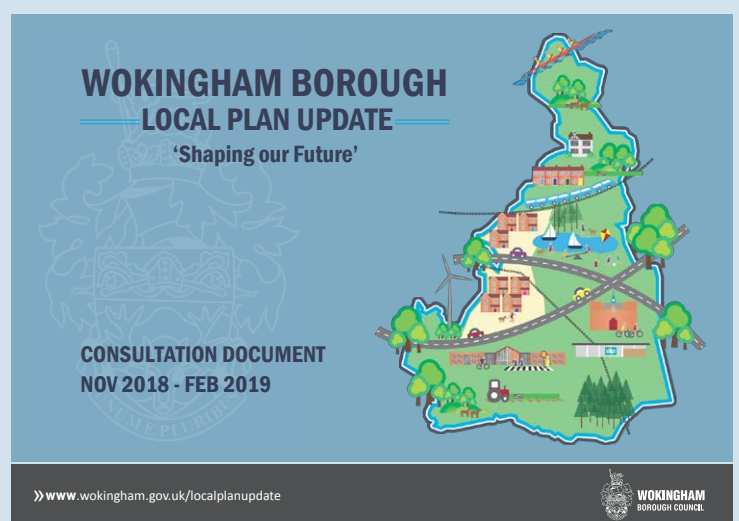 WOKINGHAM BOROUGH
LOCAL PLAN UPDATE
‘Shaping our Future’
CONSULTATION DOCUMENT
NOV 2018 - FEB 2019
www.wokingham.gov.uk/localplanupdate
WOKINGHAM
BOROUGH COUNCIL